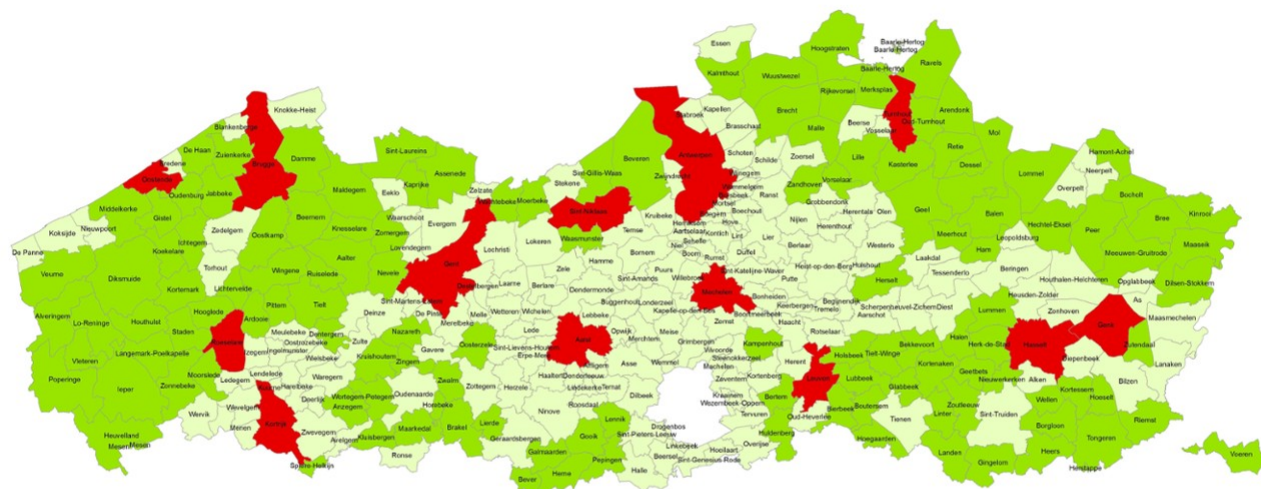 Essen
Baarle-Hertog
Baarle-Hertog
Hoogstraten
Ravels
Kalmthout
Wuustwezel
Baarle-Hertog
Rijkevorsel
Merksplas
Knokke-Heist
Kapellen
Brecht
Arendonk
Turnhout
Oud-Turnhout
Blankenberge
Brasschaat
Malle
Beerse
Vosselaar
Mol
De Haan
Zuienkerke
Damme
Sint-Laureins
Schoten
Schilde
Zoersel
Lille
Retie
Bredene
Brugge
Beveren
Antwerpen
Kasterlee
Dessel
Lommel
Hamont-Achel
Neerpelt
Oostende
Assenede
Sint-Gillis-Waas
Zwijndrecht
Overpelt
Jabbeke
Oudenburg
Maldegem
Kaprijke
Zelzate
Stekene
Wommelgem
Ranst
Zandhoven
Vorselaar
Bocholt
Middelkerke
Eeklo
Moerbeke
Mortsel
Grobbendonk
Geel
Balen
Bree
Kinrooi
Gistel
Beernem
Waarschoot
Sint-Niklaas
Kruibeke
Boechout
Herentals
Olen
Hechtel-Eksel
Peer
Koksijde
Nieuwpoort
Zedelgem
Oostkamp
Knesselare
Zomergem
Evergem
Temse
Hove
Nijlen
Herenthout
Meerhout
Ham
Leopoldsburg
Maaseik
De Panne
Ichtegem
Koekelare
Lovendegem
Lochristi
Lokeren
Waasmunster
Aartselaar
Kontich
Lint
Lier
Westerlo
Meeuwen-Gruitrode
Veurne
Diksmuide
Torhout
Aalter
Hamme
Bornem
Niel
Boom
Rumst
Duffel
Berlaar
Laakdal
Beringen
Wingene
Ruiselede
Nevele
Gent
Zele
Puurs
Willebroek
Sint-Katelijne-Waver
Heist-op-den-Berg
Hulshout
Herselt
Tessenderlo
Houthalen-Helchteren
Opglabbeek
Dilsen-Stokkem
Kortemark
Lichtervelde
Destelbergen
Laarne
Berlare
Dendermonde
Sint-Amands
Mechelen
Putte
Heusden-Zolder
As
Alveringem
Lo-Reninge
Houthulst
Hooglede
Ardooie
Pittem
Tielt
Sint-Martens-Latem
De Pinte
Buggenhout
Londerzeel
Bonheiden
Keerbergen
Begijnendijk
Tremelo
Scherpenheuvel-Zichem
Diest
Aarschot
Lummen
Zonhoven
Genk
Maasmechelen
Staden
Meulebeke
Deinze
Merelbeke
Melle
Wetteren
Wichelen
Lebbeke
Kapelle-op-den-Bos
Zemst
Boortmeerbeek
Haacht
Rotselaar
Halen
Herk-de-Stad
Hasselt
Zutendaal
Vleteren
Langemark-Poelkapelle
Roeselare
Izegem
Ingelmunster
Oostrozebeke
Dentergem
Zulte
Nazareth
Gavere
Oosterzele
Lede
Aalst
Opwijk
Merchtem
Meise
Grimbergen
Kampenhout
Holsbeek
Tielt-Winge
Bekkevoort
Kortenaken
Geetbets
Diepenbeek
Lanaken
Poperinge
Ieper
Zonnebeke
Moorslede
Ledegem
Lendelede
Wielsbeke
Kruishoutem
Zingem
Sint-Lievens-Houtem
Erpe-Mere
Haaltert
Denderleeuw
Asse
Wemmel
Vilvoorde
Steenokkerzeel
Machelen
Herent
Leuven
Lubbeek
Glabbeek
Nieuwerkerken
Alken
Bilzen
Harelbeke
Waregem
Zwalm
Zottegem
Herzele
Liedekerke
Ternat
Dilbeek
Zaventem
Kortenberg
Bertem
Bierbeek
Boutersem
Linter
Zoutleeuw
Kortessem
Wellen
Hoeselt
Wervik
Wevelgem
Kortrijk
Deerlijk
Anzegem
Wortegem-Petegem
Oudenaarde
Horebeke
Ninove
Roosdaal
Kraainem
Wezembeek-Oppem
Tervuren
Oud-Heverlee
Tienen
Sint-Truiden
Borgloon
Riemst
Heuvelland
Mesen
Mesen
Menen
Zwevegem
Avelgem
Kluisbergen
Maarkedal
Brakel
Lierde
Geraardsbergen
Lennik
Gooik
Sint-Pieters-Leeuw
Drogenbos
Linkebeek
Hoeilaart
Overijse
Huldenberg
Hoegaarden
Landen
Gingelom
Heers
Tongeren
Voeren
Spiere-Helkijn
Ronse
Galmaarden
Herne
Bever
Pepingen
Halle
Beersel
Sint-Genesius-Rode
Herstappe